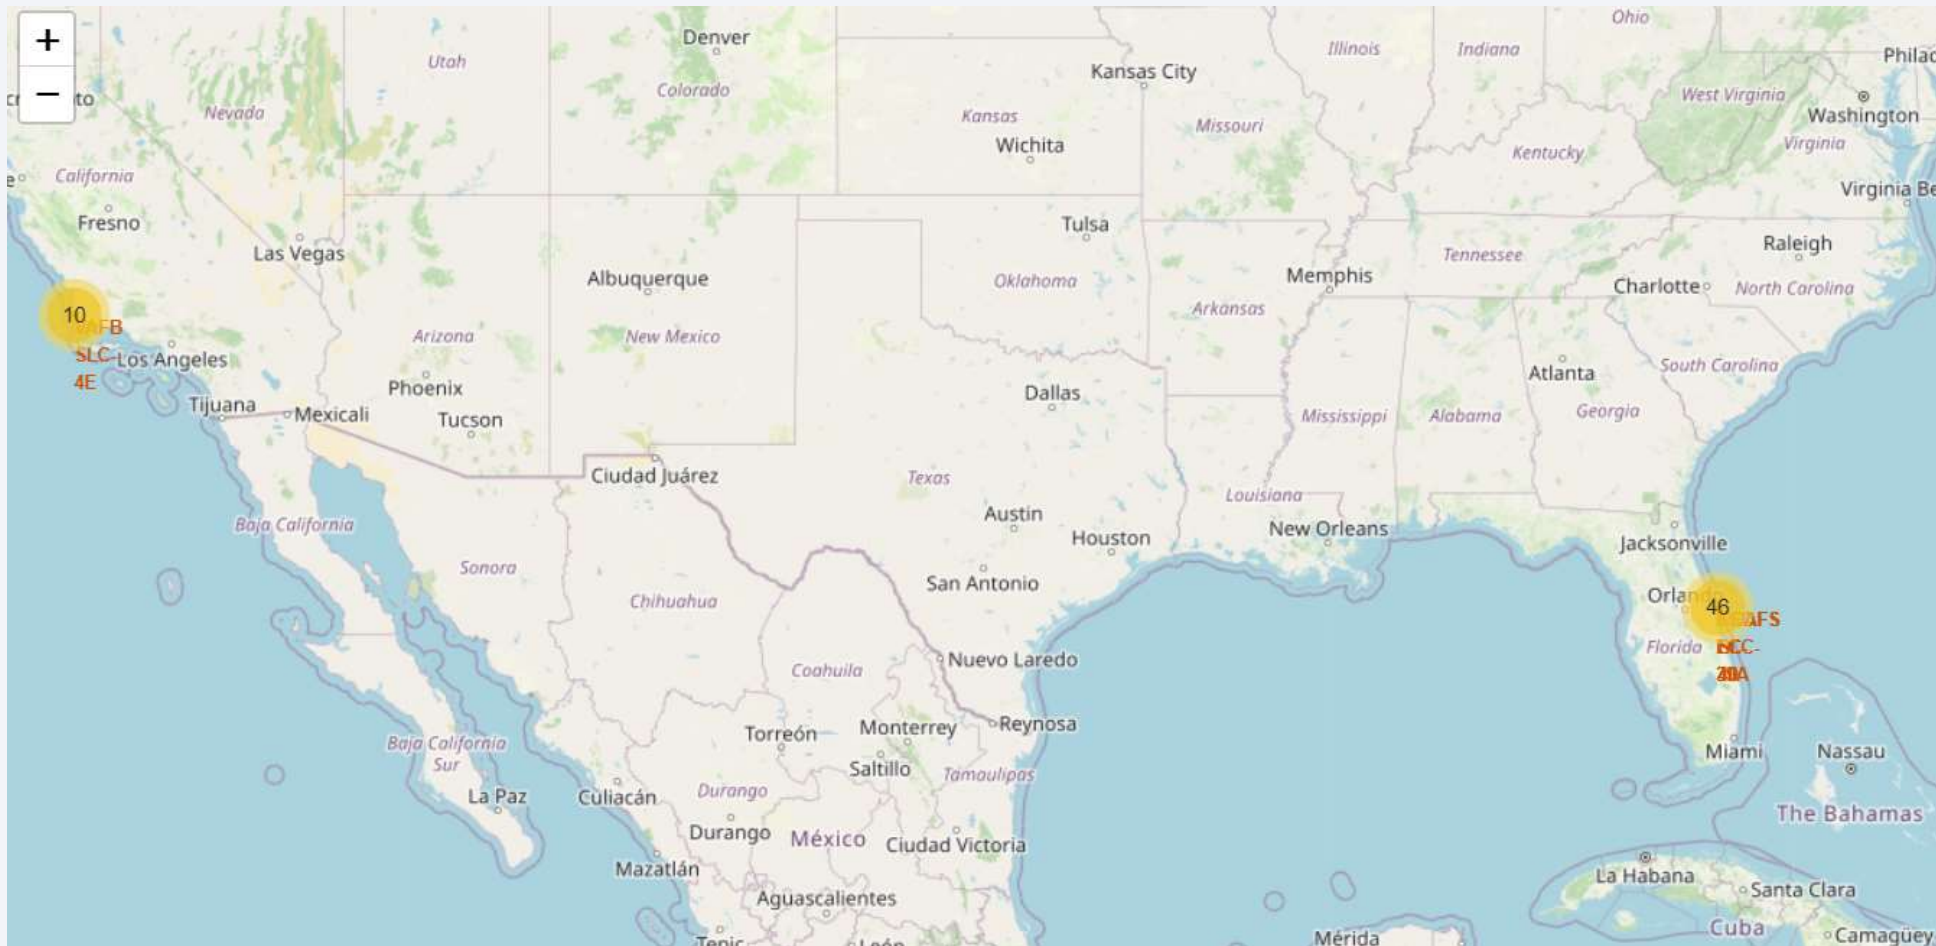 +
−
Denver
Utah
Colorado
Nevada
Kansas City
Kansas
Wichita
Missouri
Illinois
Indiana
Ohio
Kentucky
West Virginia
Washington
Virginia
California
Fresno
Las Vegas
Albuquerque
New Mexico
Arizona
Phoenix
Tucson
Tulsa
Oklahoma
Arkansas
Memphis
Tennessee
Raleigh
Charlotte
North Carolina
South Carolina
Atlanta
Georgia
Alabama
Mississippi
Louisiana
Dallas
Texas
Austin
Houston
San Antonio
New Orleans
Jacksonville
10
SLC-
4E
Los Angeles
Tijuana
Mexicali
Ciudad Juárez
Baja California
Sonora
Chihuahua
Coahuila
Nuevo Laredo
46
Florida
Miami
Nassau
The Bahamas
Reynosa
Monterrey
Torreón
Saltillo
Tamaulipas
Baja California
Sur
La Paz
Culiacán
Durango
Durango
México
Ciudad Victoria
Mazatlán
Aguascalientes
La Habana
Santa Clara
Cuba
Camagüey
Mérida